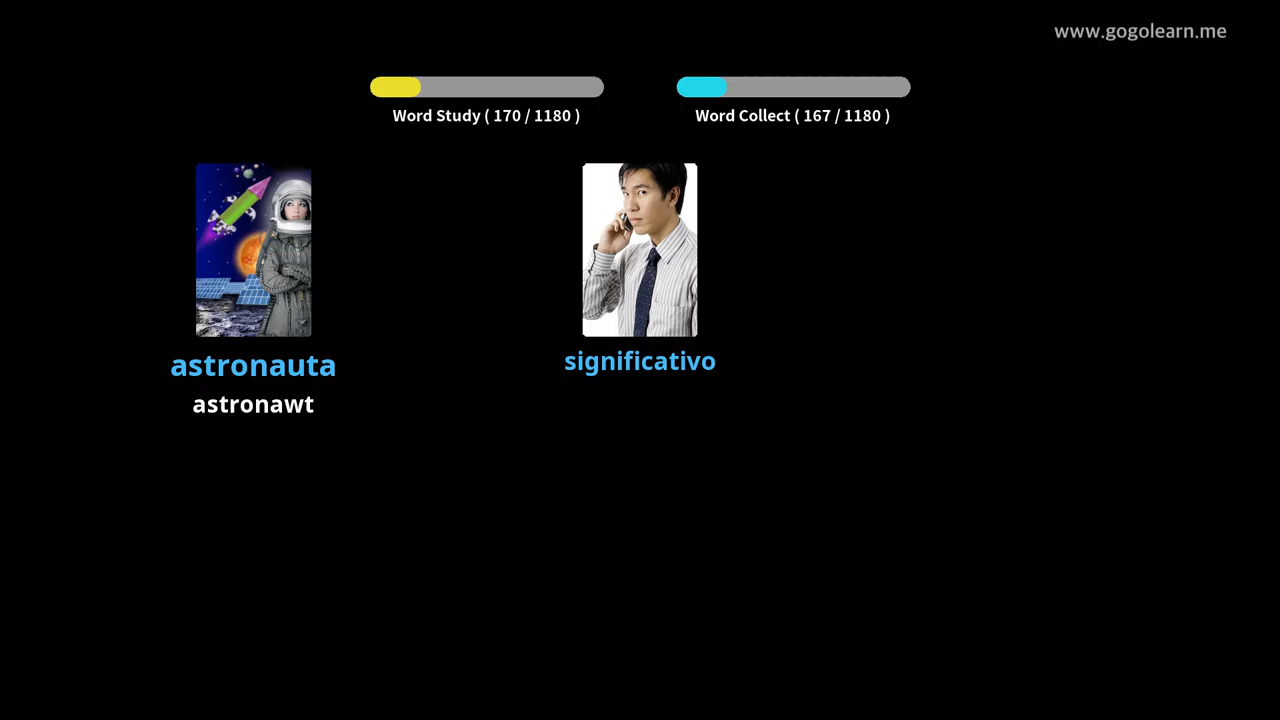 www.gogolearn.me
Word Study ( 170 / 1180 )
Word Collect ( 167 / 1180 )
astronauta
astronawt
significativo